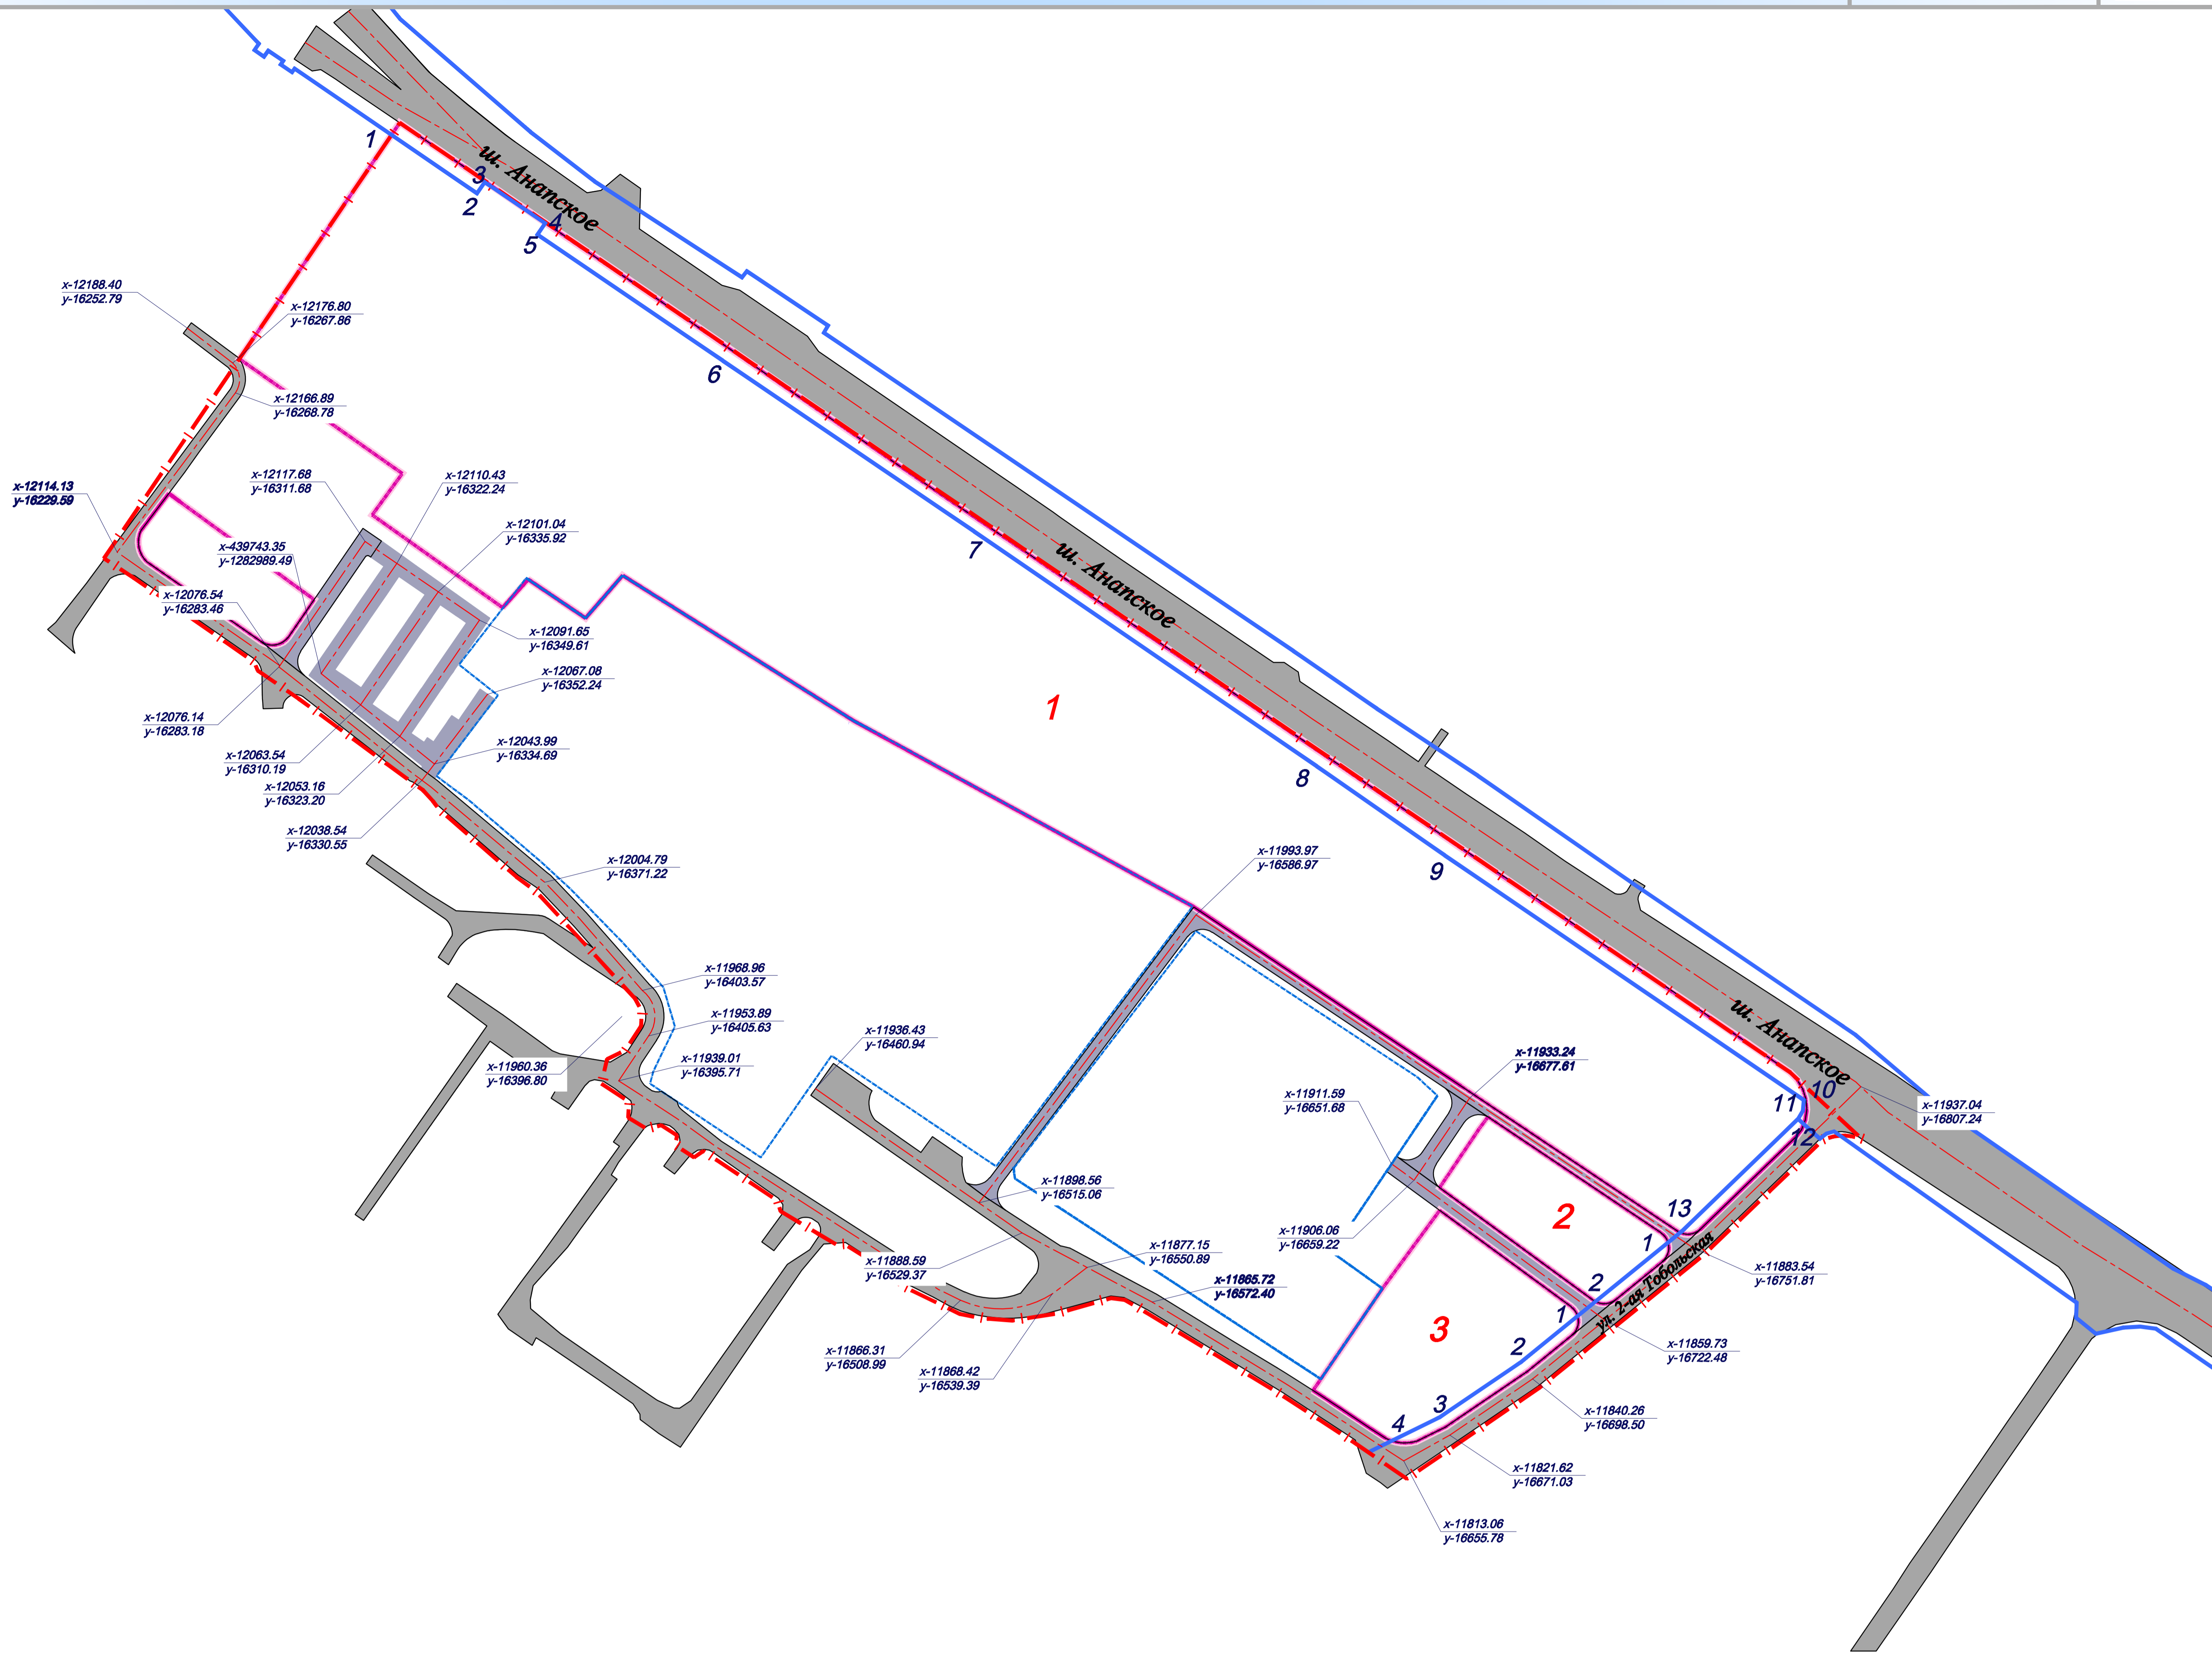 1
3
ш. Анапское
2
4
5
x-12188.40
y-16252.79
x-12176.80
y-16267.86
6
x-12166.89
y-16268.78
x-12114.13
y-16229.59
x-12117.68
y-16311.68
x-12110.43
y-16322.24
x-12101.04
y-16335.92
x-439743.35
y-1282989.49
7
ш. Анапское
x-12076.54
y-16283.46
x-12091.65
y-16349.61
x-12067.08
y-16352.24
1
x-12076.14
y-16283.18
x-12043.99
y-16334.69
x-12063.54
y-16310.19
8
x-12053.16
y-16323.20
x-12038.54
y-16330.55
x-12004.79
y-16371.22
x-11993.97
y-16586.97
9
x-11968.96
y-16403.57
x-11953.89
y-16405.63
x-11936.43
y-16460.94
ш. Анапское
x-11960.36
y-16396.80
x-11939.01
y-16395.71
x-11933.24
y-16677.61
x-11911.59
y-16651.68
10
11
x-11937.04
y-16807.24
12
x-11898.56
y-16515.06
13
2
x-11906.06
y-16659.22
1
x-11888.59
y-16529.37
x-11877.15
y-16550.89
ул. 2-ая Тобольская
x-11883.54
y-16751.81
x-11865.72
y-16572.40
2
1
3
x-11866.31
y-16508.99
x-11868.42
y-16539.39
2
x-11859.73
y-16722.48
3
4
x-11840.26
y-16698.50
x-11821.62
y-16671.03
x-11813.06
y-16655.78